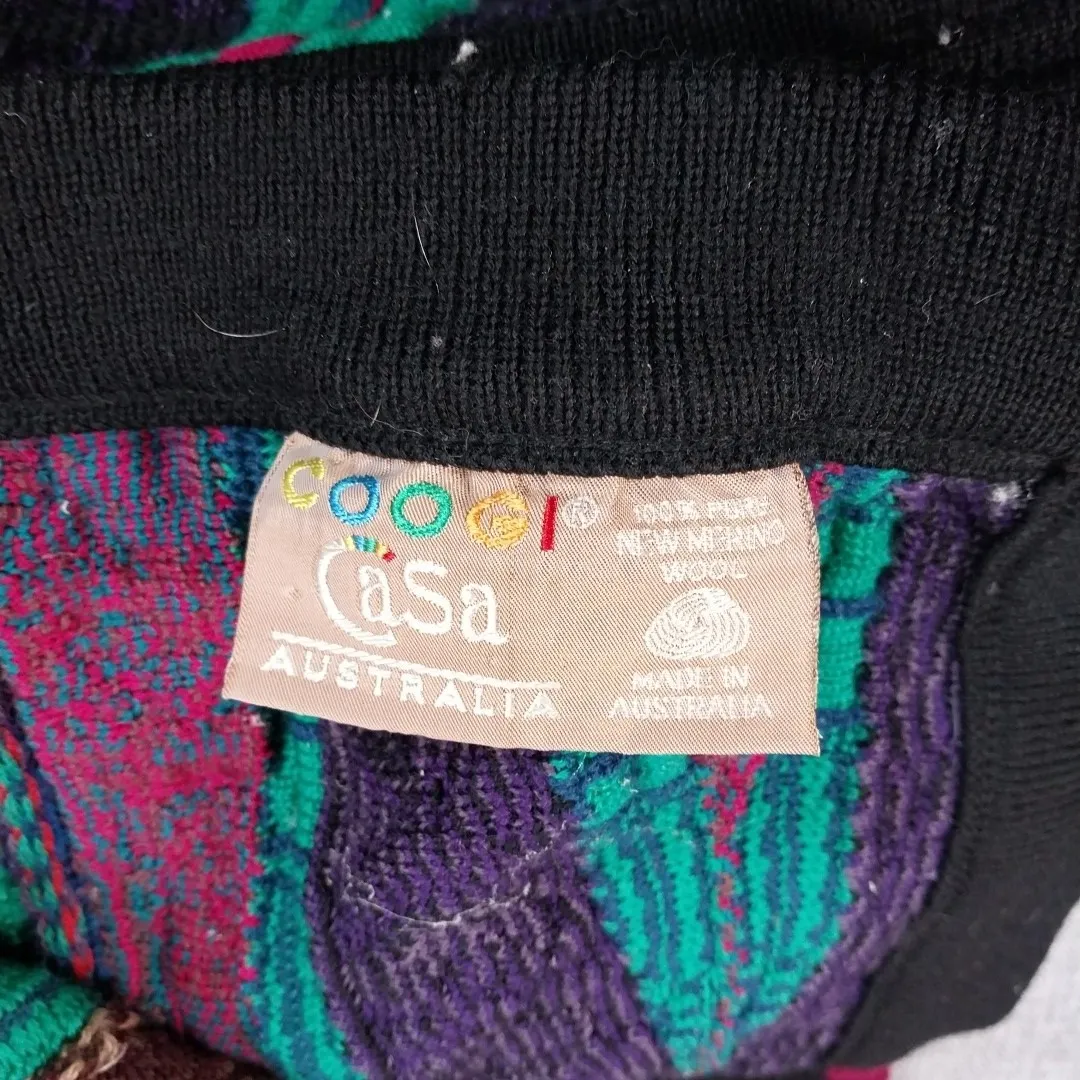 COOGI®
CaSa
AUSTRALIA
100% PURE
NEW MERINO
WOOL
MADE IN
AUSTRALIA